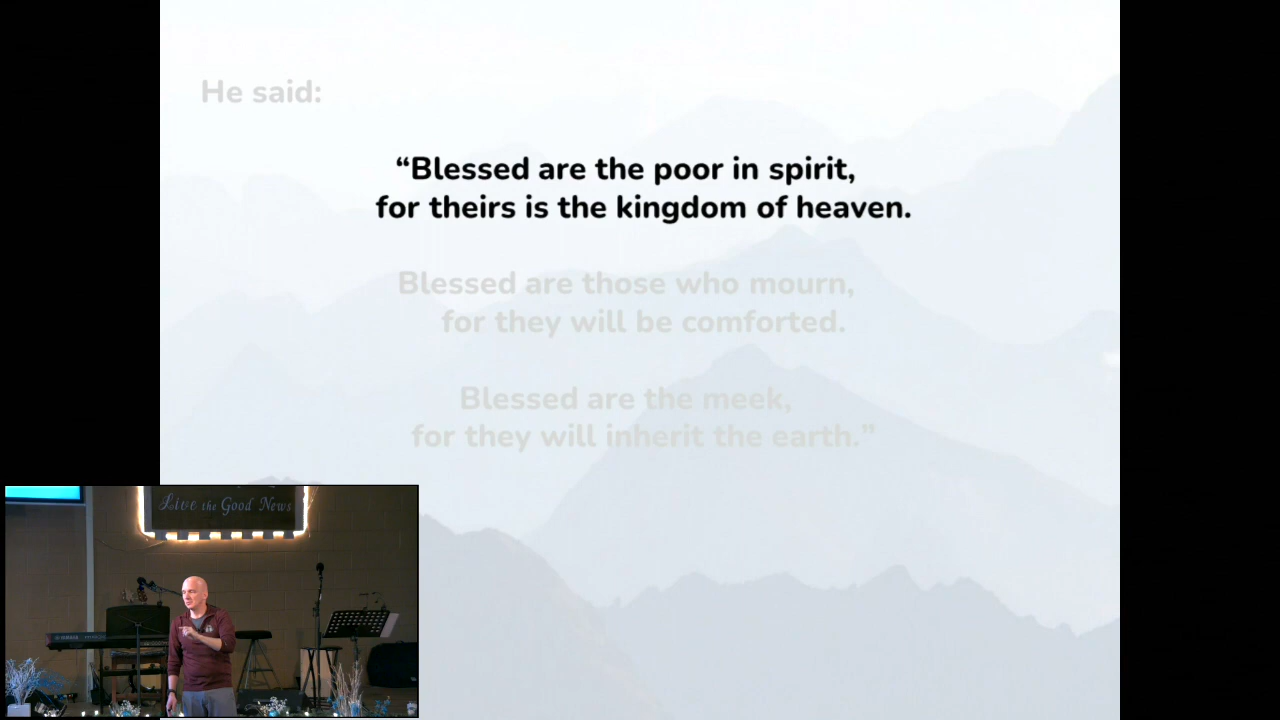 He said:
“Blessed are the poor in spirit,
for theirs is the kingdom of heaven.
Blessed are those who mourn,
for they will be comforted.
Blessed are the meek,
for they will inherit the earth.”
Live the Good News
YAMAHA